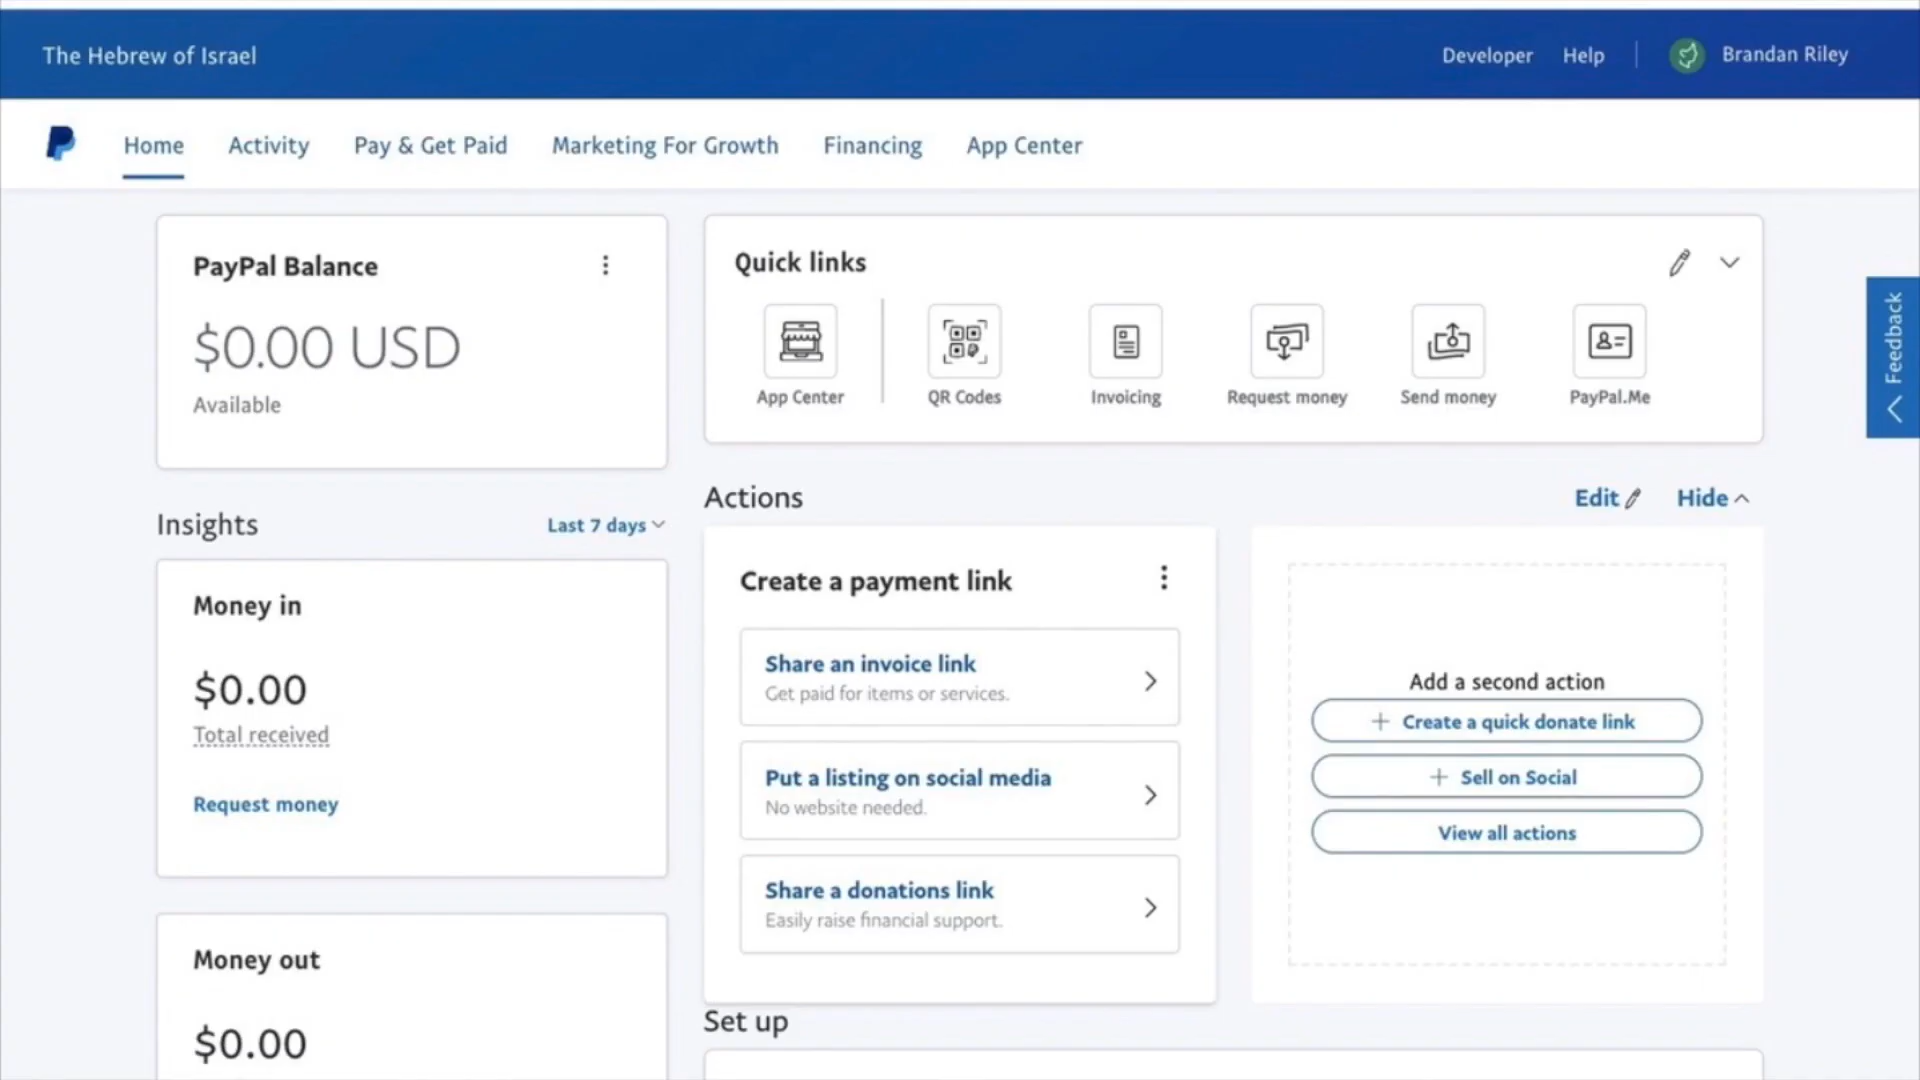 The Hebrew of Israel
Developer Help Brandan Riley
Home Activity Pay & Get Paid Marketing For Growth Financing App Center
PayPal Balance
$0.00 USD
Available
Quick links
App Center QR Codes Invoicing Request money Send money PayPal.Me
Feedback
Insights
Last 7 days
Money in
$0.00
Total received
Request money
Money out
$0.00
Actions
Edit Hide
Create a payment link
Share an invoice link
Get paid for items or services.
Put a listing on social media
No website needed.
Share a donations link
Easily raise financial support.
Add a second action
+ Create a quick donate link
+ Sell on Social
View all actions
Set up